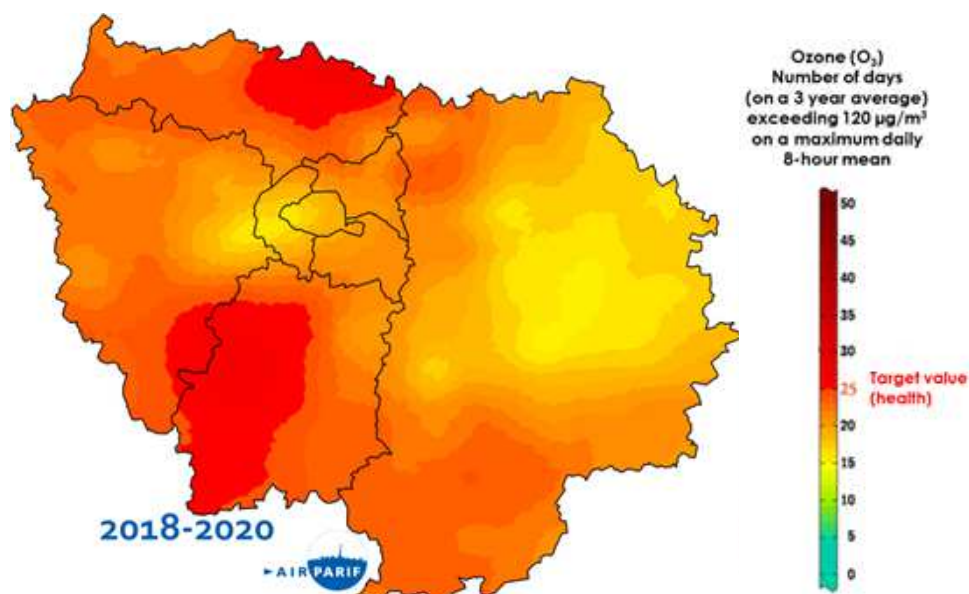 Ozone (O₃)
Number of days
(on a 3 year average)
exceeding 120 µg/m³
on a maximum daily
8-hour mean
50
45
40
35
30
25 Target value
(health)
20
15
10
5
0
2018-2020
AIRPARIF